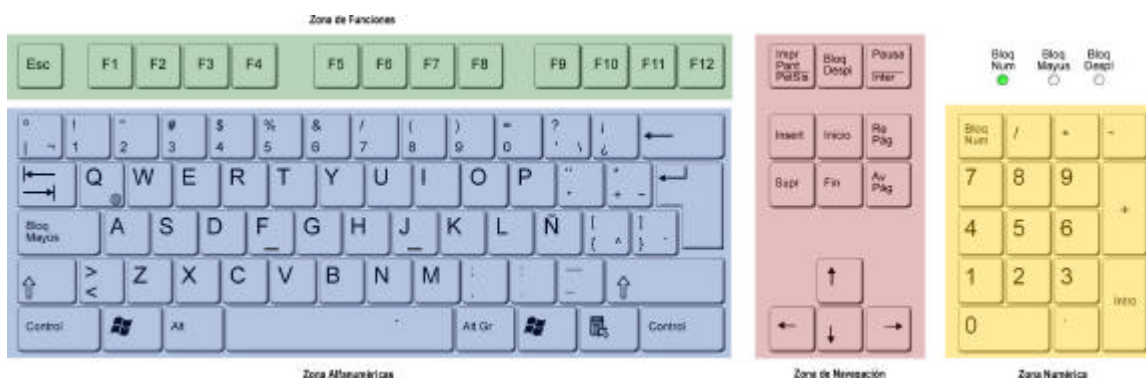 Zona de Funciones
Esc F1 F2 F3 F4 F5 F6 F7 F8 F9 F10 F11 F12
Impr
Pant
PetSis
Bloq
Despl
Pausa
Inter
Bloq
Num
Bloq
Mayus
Bloq
Despl
º ! " # $ % & / ( ) = ? ¡
| ¬ 1 2 3 4 5 6 7 8 9 0 ' \ ¿ ←
Insert Inicio Re
Pág
Bloq
Num
/ * -
Q @ W E R T Y U I O P
¨ * + ~
Supr Fin Av
Pág
7 8 9 +
Bloq
Mayus
A S D F G H J K L Ñ
[ { ^ ] }
4 5 6
⇧ > < Z X C V B N M ; , : . _ - ⇧
↑
1 2 3 Intro
Control Alt Alt Gr Control
← ↓ →
0 .
Zona Alfanuméricas
Zona de Navegación
Zona Numérica